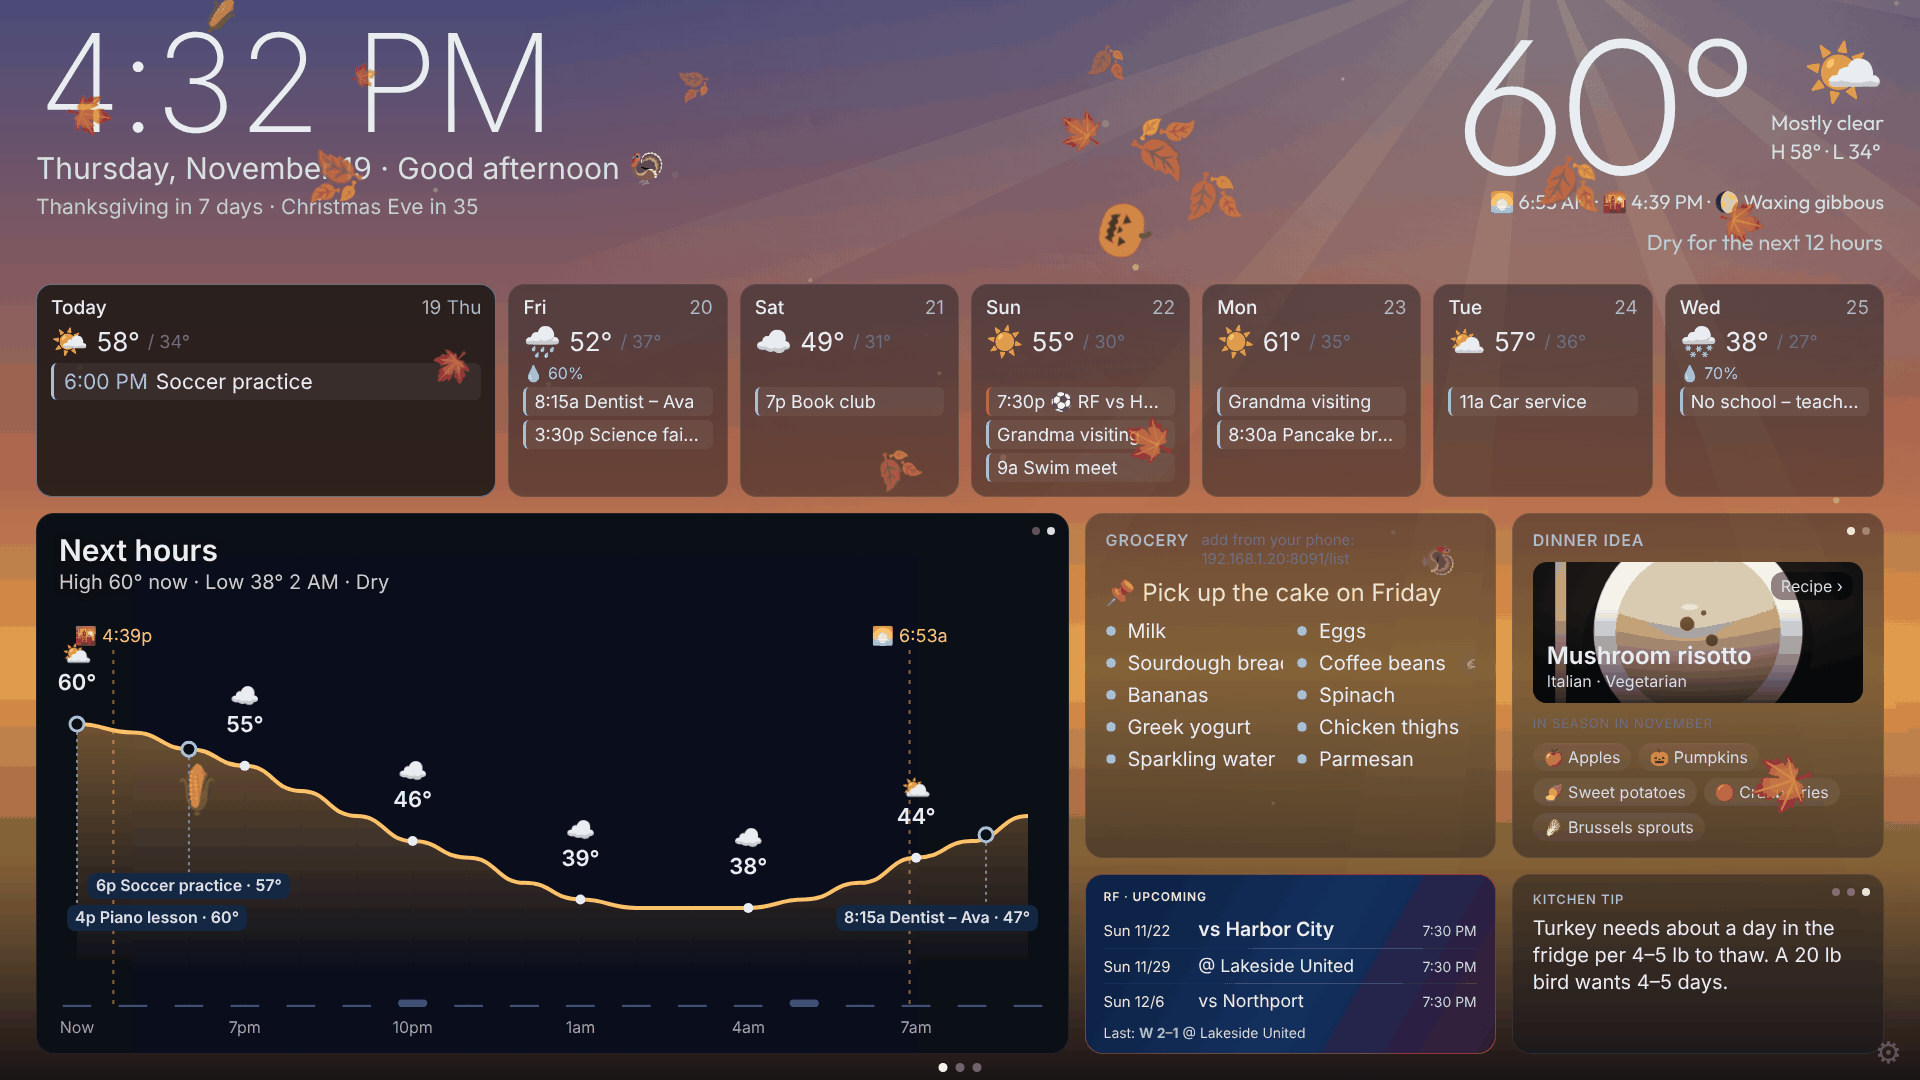 4:32 PM
Thursday, November 19 · Good afternoon
Thanksgiving in 7 days · Christmas Eve in 35
60°
Mostly clear
H 58° · L 34°
6:53 AM · 4:39 PM · Waxing gibbous
Dry for the next 12 hours
Today 19 Thu
58° / 34°
6:00 PM Soccer practice
Fri 20
52° / 37°
60%
8:15a Dentist – Ava
3:30p Science fai...
Sat 21
49° / 31°
7p Book club
Sun 22
55° / 30°
7:30p ⚽ RF vs H...
Grandma visiting
9a Swim meet
Mon 23
61° / 35°
Grandma visiting
8:30a Pancake br...
Tue 24
57° / 36°
11a Car service
Wed 25
38° / 27°
70%
No school – teach...
Next hours
High 60° now · Low 38° 2 AM · Dry
4:39p
6:53a
60°
55°
46°
39°
38°
44°
6p Soccer practice · 57°
4p Piano lesson · 60°
8:15a Dentist – Ava · 47°
Now 7pm 10pm 1am 4am 7am
GROCERY add from your phone:
192.168.1.20:8091/list
Pick up the cake on Friday
Milk
Sourdough brea
Bananas
Greek yogurt
Sparkling water
Eggs
Coffee beans
Spinach
Chicken thighs
Parmesan
DINNER IDEA
Recipe ›
Mushroom risotto
Italian · Vegetarian
IN SEASON IN NOVEMBER
Apples
Pumpkins
Sweet potatoes
Cranberries
Brussels sprouts
RF · UPCOMING
Sun 11/22 vs Harbor City 7:30 PM
Sun 11/29 @ Lakeside United 7:30 PM
Sun 12/6 vs Northport 7:30 PM
Last: W 2–1 @ Lakeside United
KITCHEN TIP
Turkey needs about a day in the
fridge per 4–5 lb to thaw. A 20 lb
bird wants 4–5 days.